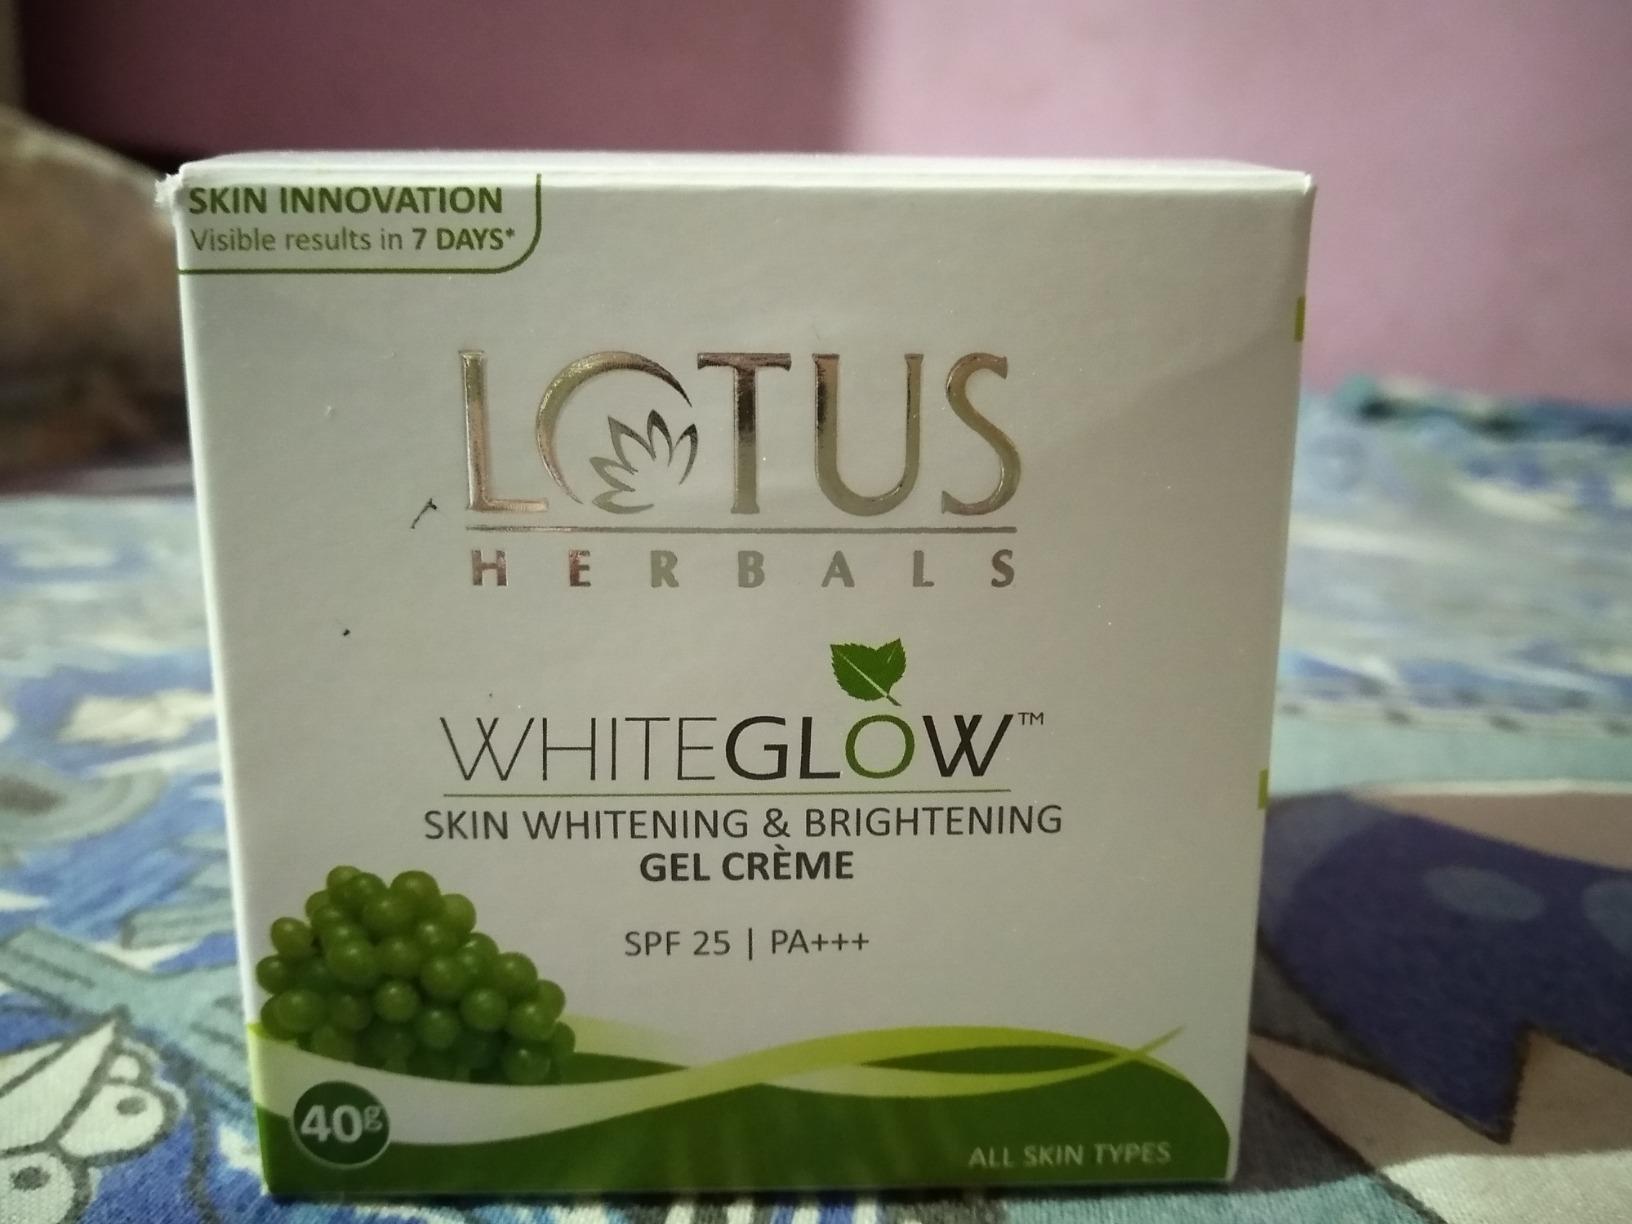 SKIN INNOVATION
Visible results in 7 DAYS*
LOTUS
HERBALS
WHITEGLOW™
SKIN WHITENING & BRIGHTENING
GEL CRÈME
SPF 25 | PA+++
40g
ALL SKIN TYPES